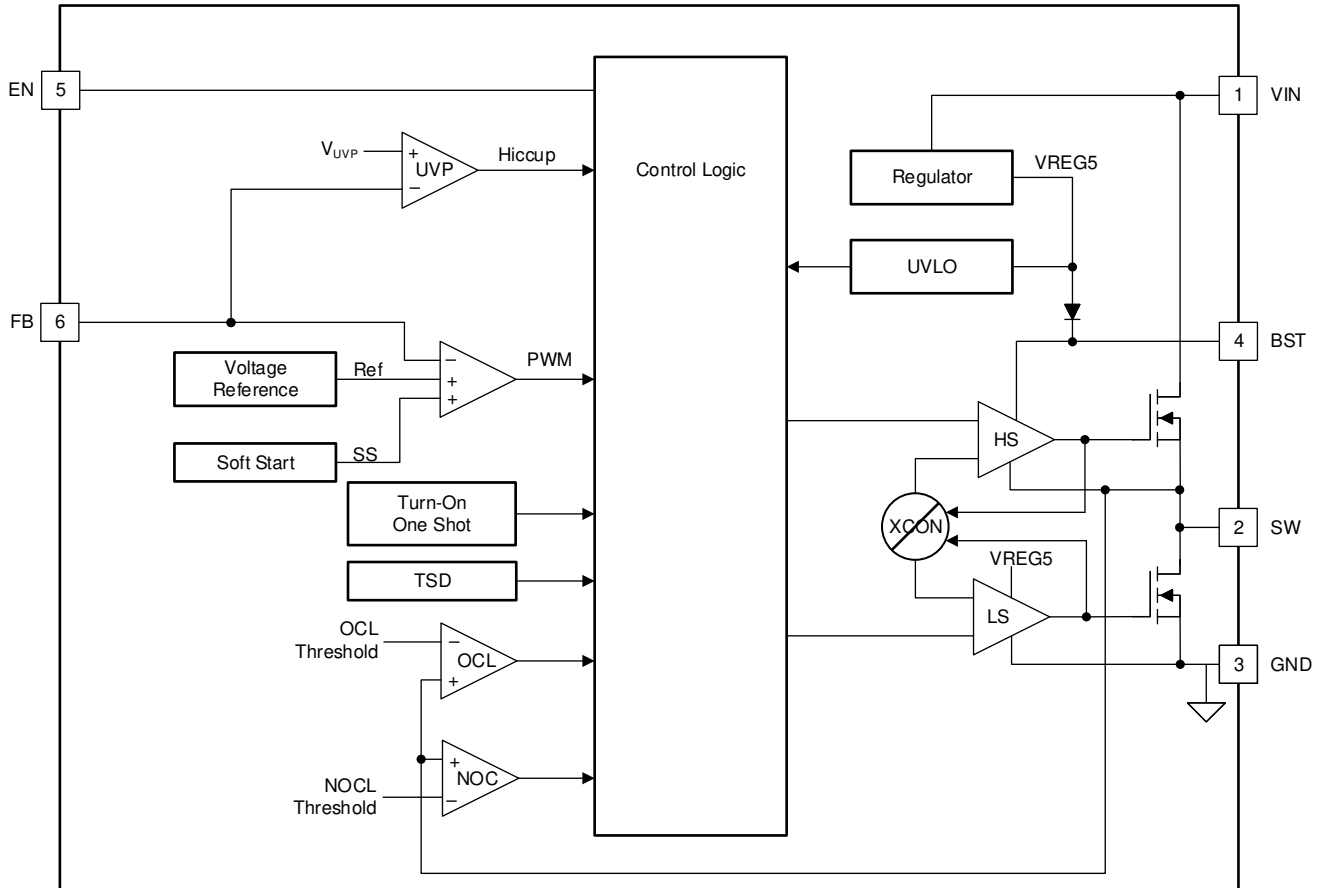 EN 5
1 VIN
V_UVP + UVP −
Hiccup
Control Logic
Regulator
VREG5
UVLO
FB 6
4 BST
Voltage
Reference
Ref
−
+
+
PWM
Soft Start
SS
HS
Turn-On
One Shot
XCON
2 SW
TSD
VREG5
LS
OCL
Threshold
−
OCL
+
3 GND
+
NOC
−
NOCL
Threshold